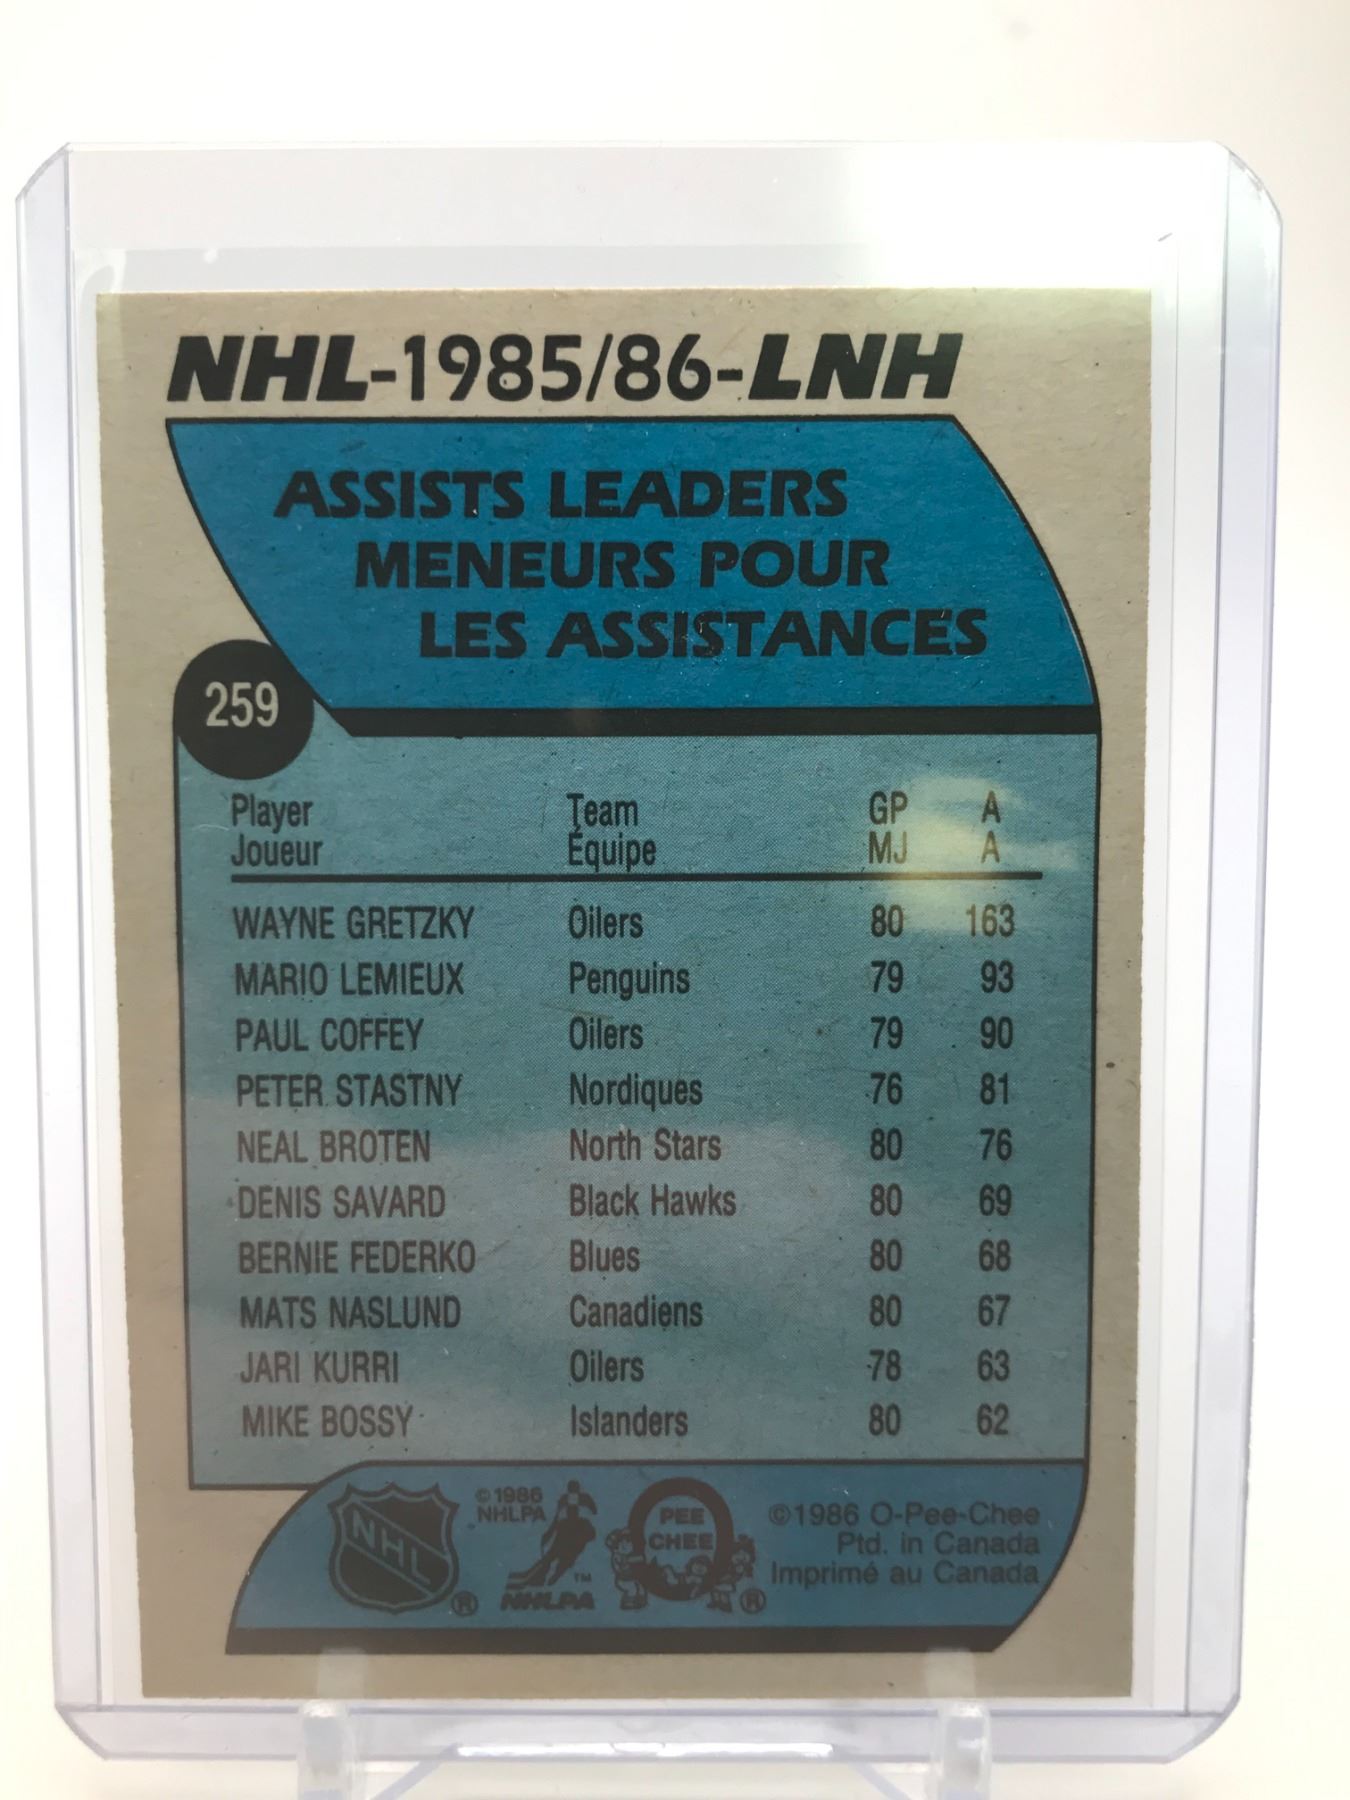 NHL-1985/86-LNH
ASSISTS LEADERS
MENEURS POUR
LES ASSISTANCES
259
Player Team GP A
Joueur Équipe MJ A
WAYNE GRETZKY Oilers 80 163
MARIO LEMIEUX Penguins 79 93
PAUL COFFEY Oilers 79 90
PETER STASTNY Nordiques 76 81
NEAL BROTEN North Stars 80 76
DENIS SAVARD Black Hawks 80 69
BERNIE FEDERKO Blues 80 68
MATS NASLUND Canadiens 80 67
JARI KURRI Oilers 78 63
MIKE BOSSY Islanders 80 62
NHL ®
©1986
NHLPA
™
NHLPA
O
PEE
CHEE
®
©1986 O-Pee-Chee
Ptd. in Canada
Imprimé au Canada